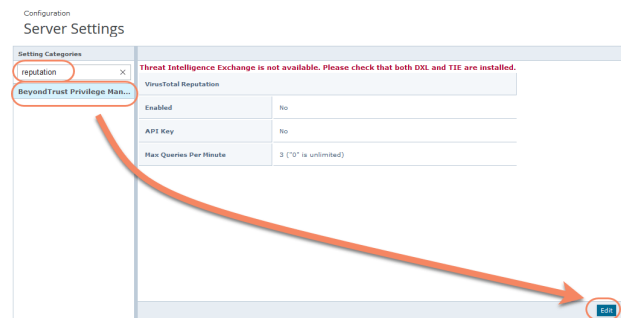 Configuration
Server Settings
Setting Categories
reputation ×
BeyondTrust Privilege Man...
Threat Intelligence Exchange is not available. Please check that both DXL and TIE are installed.
VirusTotal Reputation
Enabled No
API Key No
Max Queries Per Minute 3 ("0" is unlimited)
Edit